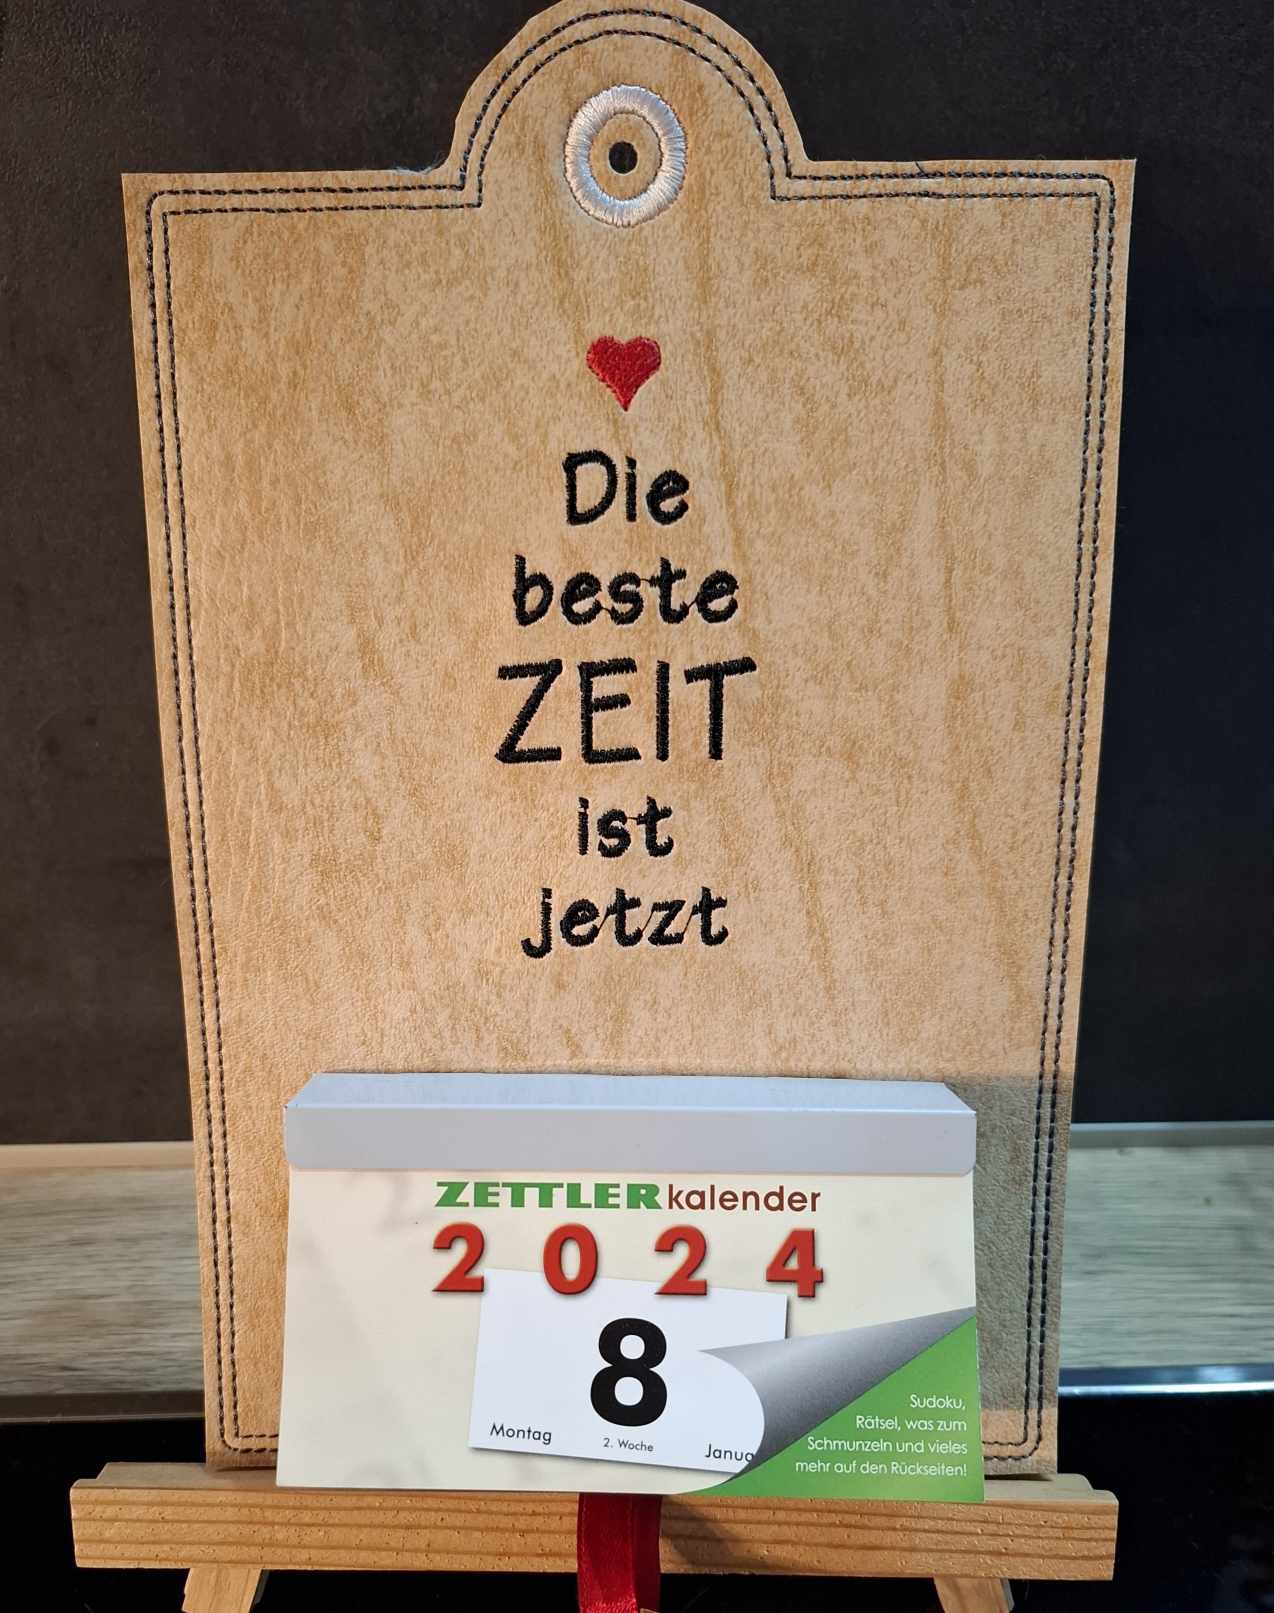 Die
beste
ZEIT
ist
jetzt
ZETTLERkalender
2024
8
Montag
2. Woche
Janua
Sudoku,
Rätsel, was zum
Schmunzeln und vieles
mehr auf den Rückseiten!